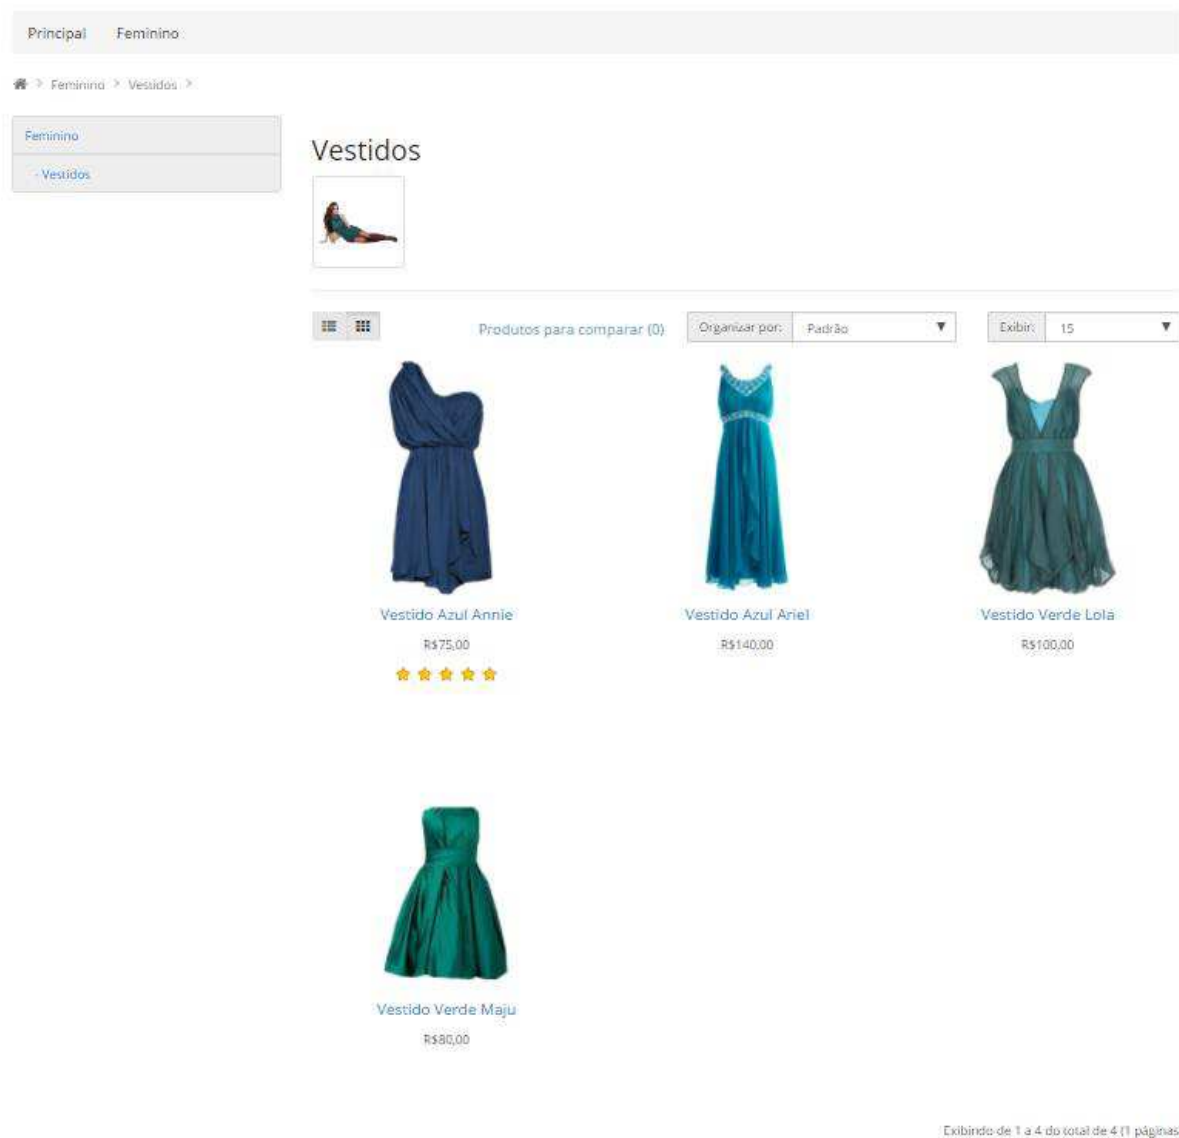 Principal Feminino
Feminino > Vestidos >
Feminino
- Vestidos
Vestidos
Produtos para comparar (0) Organizar por: Padrão Exibir: 15
Vestido Azul Annie Vestido Azul Ariel Vestido Verde Lola
R$75,00 R$140,00 R$100,00
Vestido Verde Maju
R$80,00
Exibindo de 1 a 4 do total de 4 (1 páginas